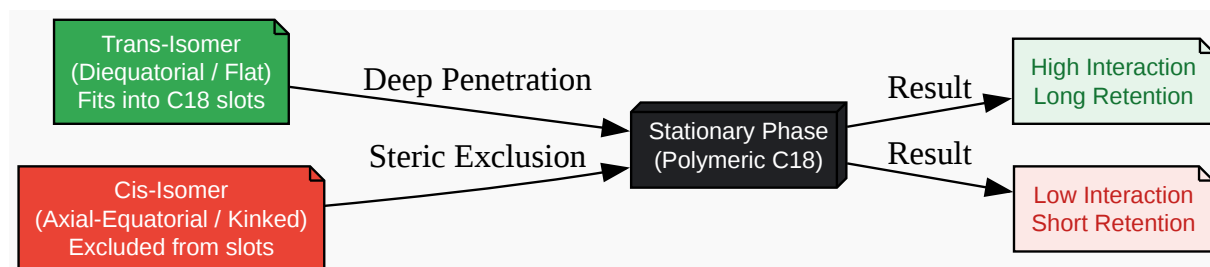 Trans-Isomer
(Diequatorial / Flat)
Fits into C18 slots
Deep Penetration
Cis-Isomer
(Axial-Equatorial / Kinked)
Excluded from slots
Steric Exclusion
Stationary Phase
(Polymeric C18)
Result
High Interaction
Long Retention
Result
Low Interaction
Short Retention